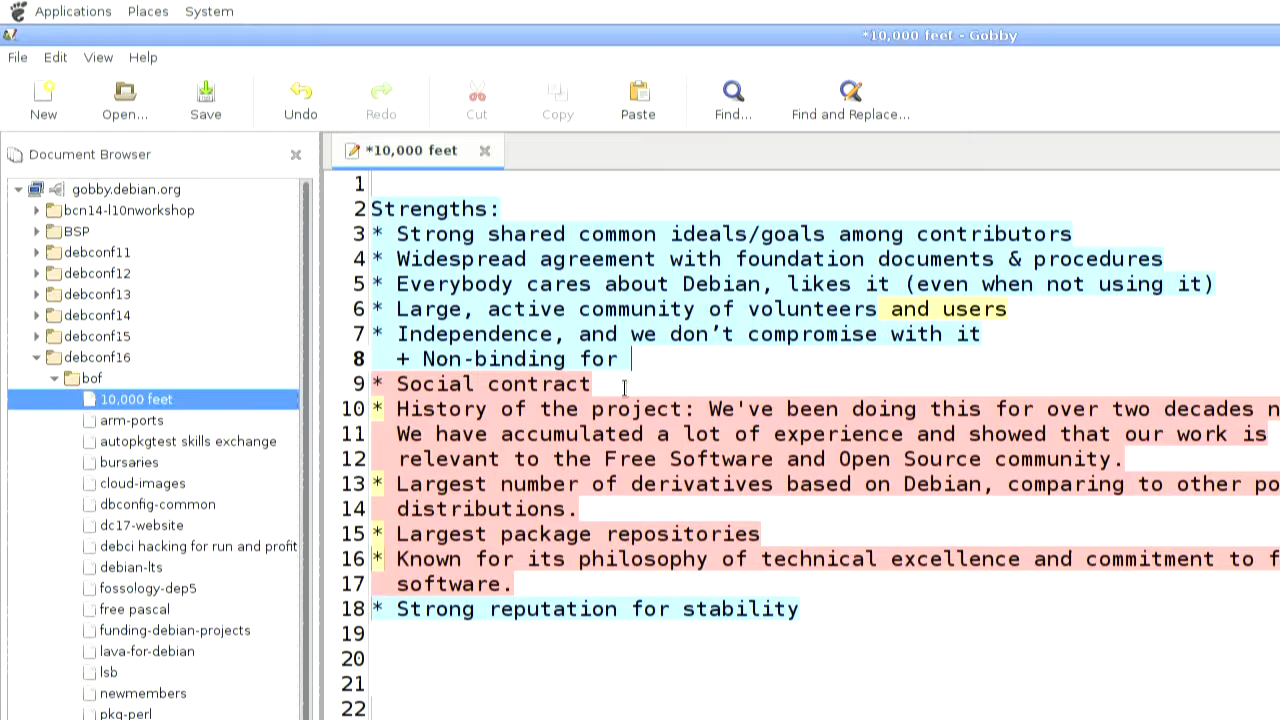 Applications Places System
*10,000 feet - Gobby
File Edit View Help
New Open... Save Undo Redo Cut Copy Paste Find... Find and Replace...
Document Browser
*10,000 feet
gobby.debian.org
bcn14-l10nworkshop
BSP
debconf11
debconf12
debconf13
debconf14
debconf15
debconf16
bof
10,000 feet
arm-ports
autopkgtest skills exchange
bursaries
cloud-images
dbconfig-common
dc17-website
debci hacking for run and profit
debian-lts
fossology-dep5
free pascal
funding-debian-projects
lava-for-debian
lsb
newmembers
pkg-perl
1
2 Strengths:
3 * Strong shared common ideals/goals among contributors
4 * Widespread agreement with foundation documents & procedures
5 * Everybody cares about Debian, likes it (even when not using it)
6 * Large, active community of volunteers and users
7 * Independence, and we don’t compromise with it
8 + Non-binding for
9 * Social contract
10 * History of the project: We've been doing this for over two decades n
11 We have accumulated a lot of experience and showed that our work is
12 relevant to the Free Software and Open Source community.
13 * Largest number of derivatives based on Debian, comparing to other po
14 distributions.
15 * Largest package repositories
16 * Known for its philosophy of technical excellence and commitment to f
17 software.
18 * Strong reputation for stability
19
20
21
22